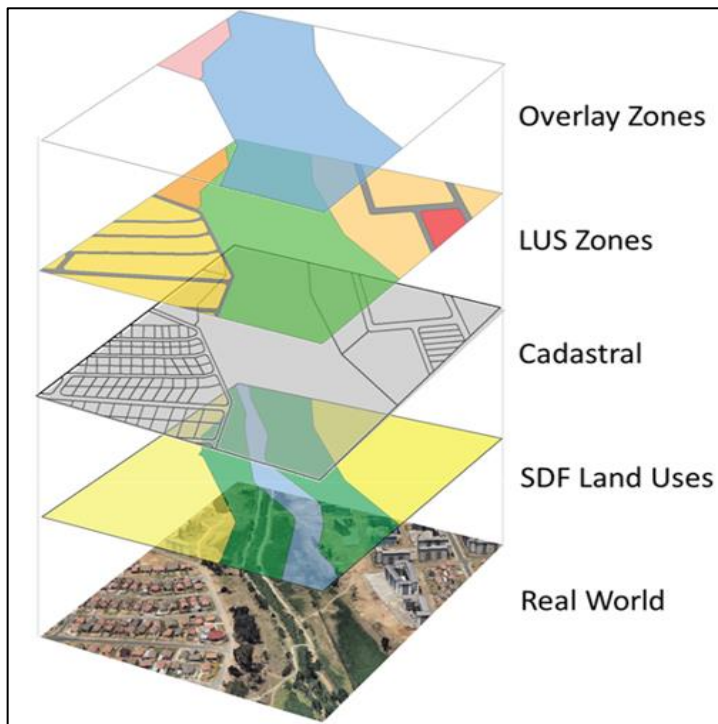 Overlay Zones
LUS Zones
Cadastral
SDF Land Uses
Real World